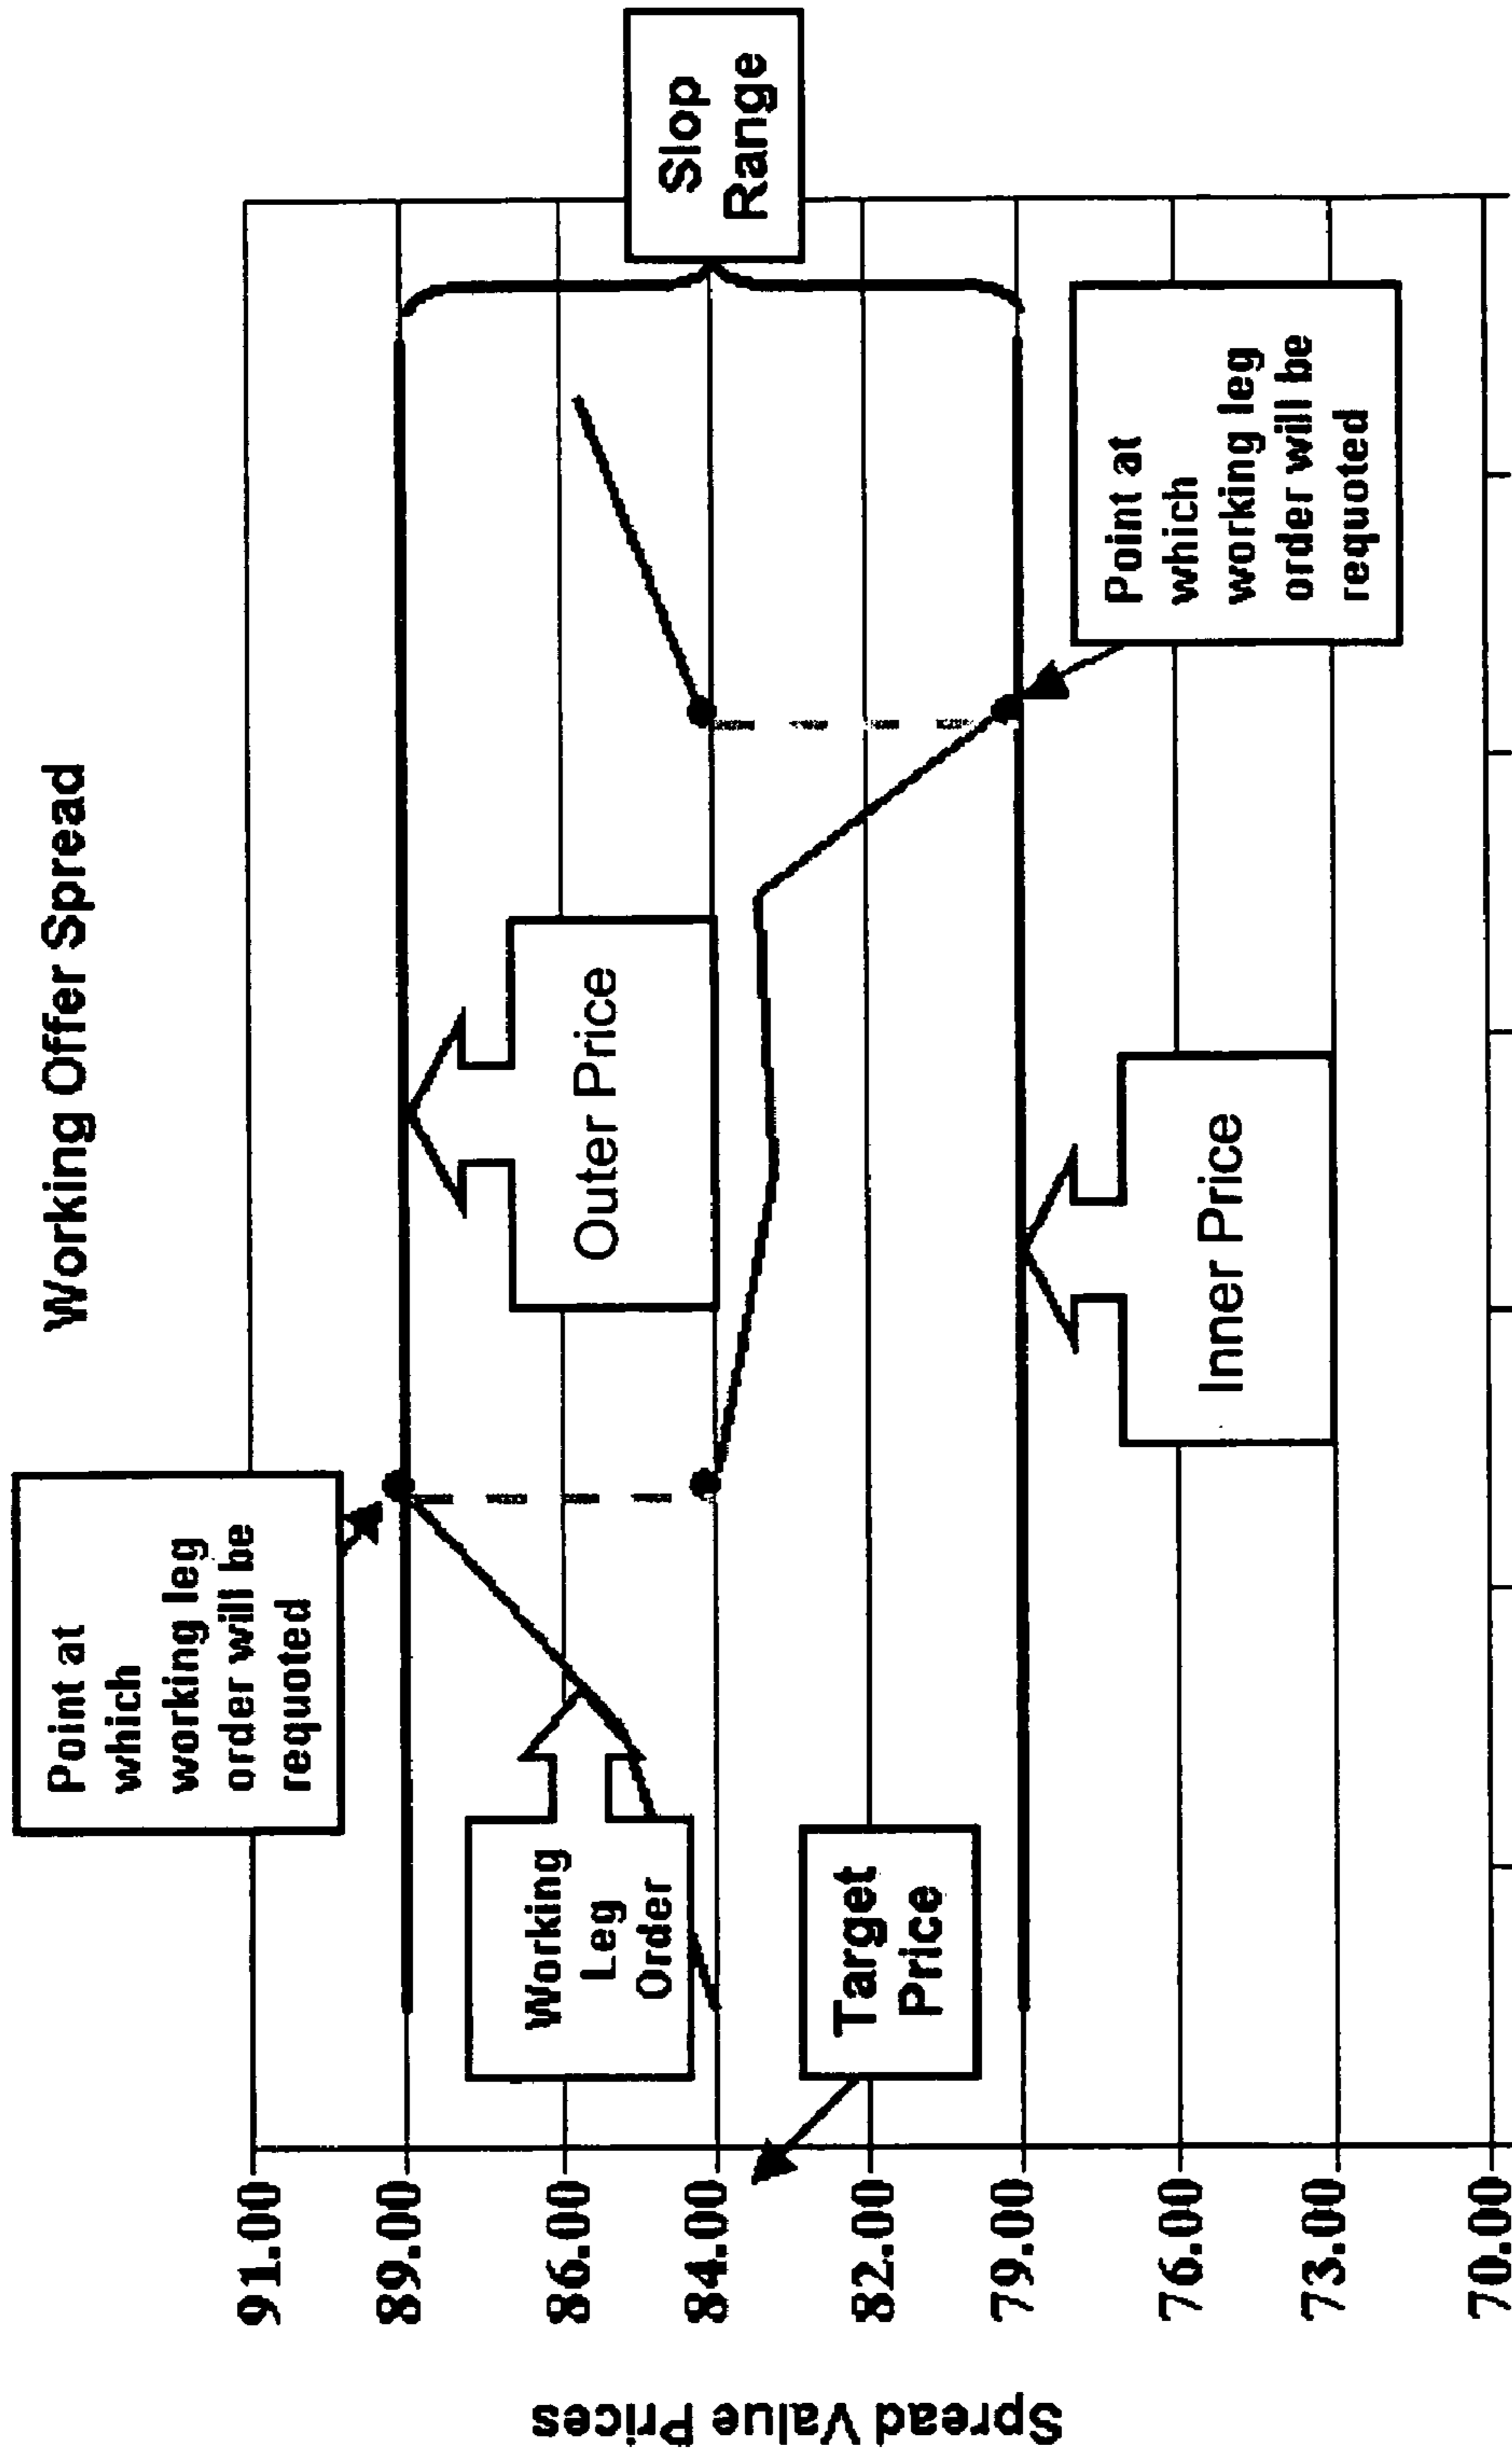 Working Offer Spread
Point at
which
working leg
order will be
requoted
91.00
89.00
86.00
84.00
82.00
79.00
76.00
73.00
70.00
Spread Value Prices
Working
Leg
Order
Target
Price
Outer Price
Inner Price
Slop
Range
Point at
which
working leg
order will be
requoted